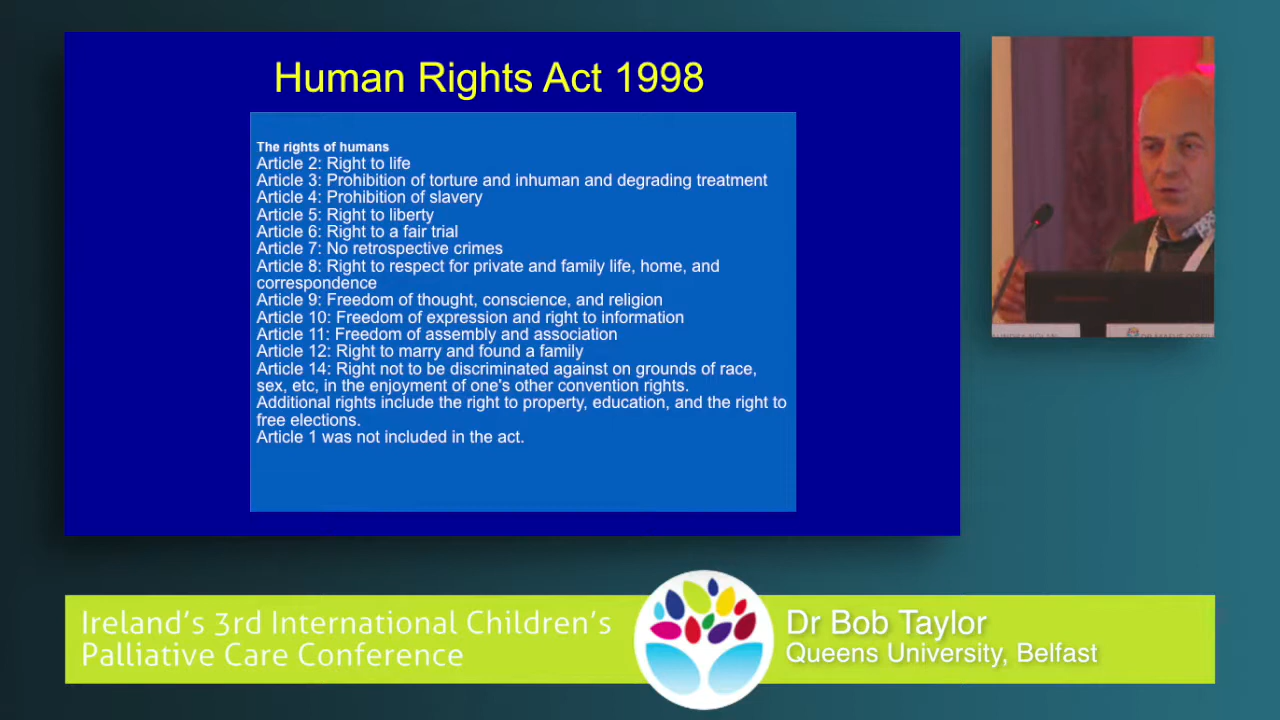 Human Rights Act 1998
The rights of humans
Article 2: Right to life
Article 3: Prohibition of torture and inhuman and degrading treatment
Article 4: Prohibition of slavery
Article 5: Right to liberty
Article 6: Right to a fair trial
Article 7: No retrospective crimes
Article 8: Right to respect for private and family life, home, and
correspondence
Article 9: Freedom of thought, conscience, and religion
Article 10: Freedom of expression and right to information
Article 11: Freedom of assembly and association
Article 12: Right to marry and found a family
Article 14: Right not to be discriminated against on grounds of race,
sex, etc, in the enjoyment of one's other convention rights.
Additional rights include the right to property, education, and the right to
free elections.
Article 1 was not included in the act.
Ireland's 3rd International Children's
Palliative Care Conference
Dr Bob Taylor
Queens University, Belfast